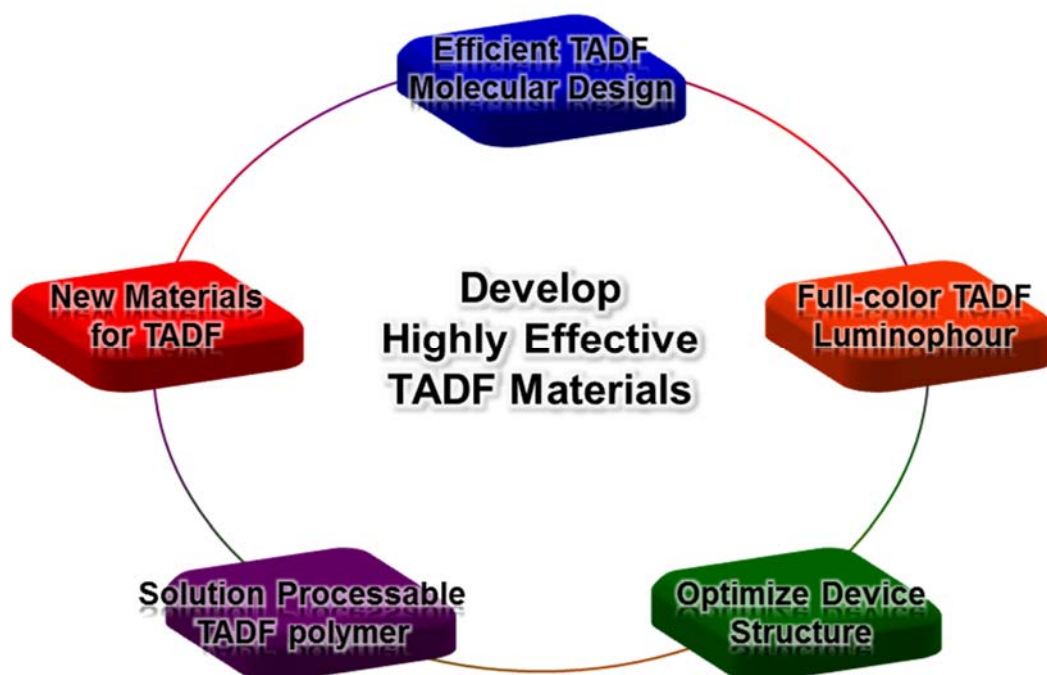 Efficient TADF
Molecular Design
New Materials
for TADF
Develop
Highly Effective
TADF Materials
Full-color TADF
Luminophour
Solution Processable
TADF polymer
Optimize Device
Structure